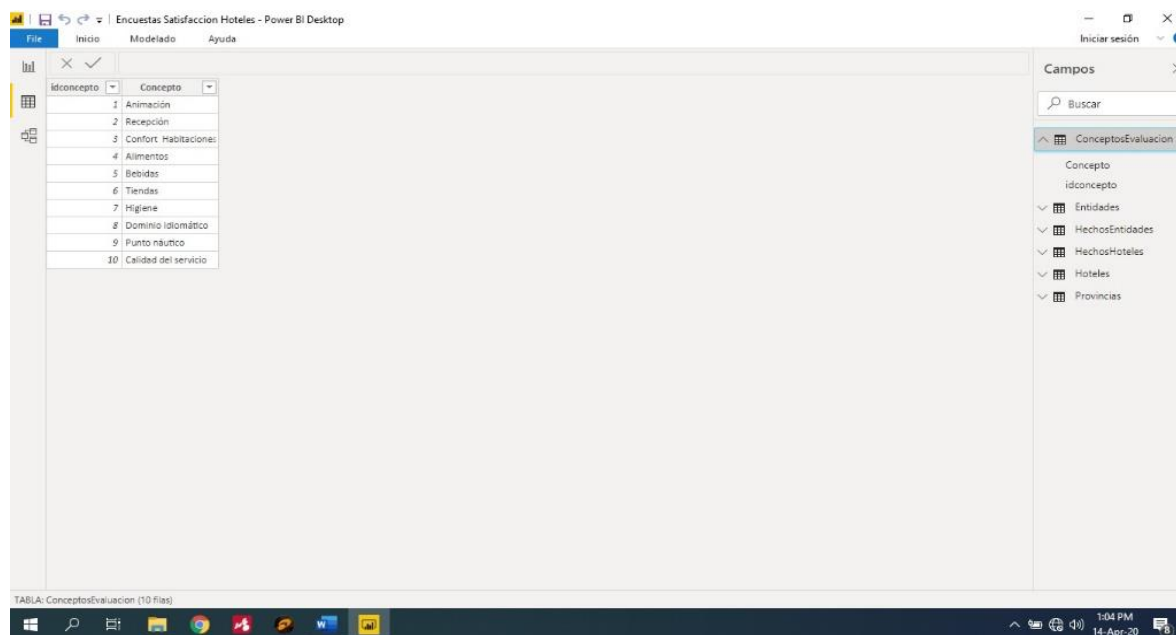 Encuestas Satisfaccion Hoteles - Power BI Desktop
File Inicio Modelado Ayuda Iniciar sesión
Campos
Buscar
idconcepto Concepto
1 Animación
2 Recepción
3 Confort Habitaciones
4 Alimentos
5 Bebidas
6 Tiendas
7 Higiene
8 Dominio idiomático
9 Punto náutico
10 Calidad del servicio
ConceptosEvaluacion
Concepto
idconcepto
Entidades
HechosEntidades
HechosHoteles
Hoteles
Provincias
TABLA: ConceptosEvaluacion (10 filas)
1:04 PM
14-Apr-20